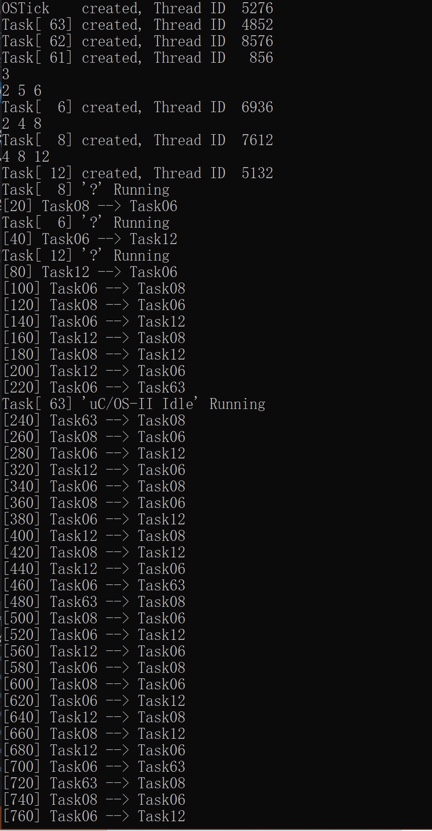 OSTick    created, Thread ID  5276
Task[ 63] created, Thread ID  4852
Task[ 62] created, Thread ID  8576
Task[ 61] created, Thread ID   856
3
2 5 6
Task[  6] created, Thread ID  6936
2 4 8
Task[  8] created, Thread ID  7612
4 8 12
Task[ 12] created, Thread ID  5132
Task[  8] '?' Running
[20] Task08 --> Task06
Task[  6] '?' Running
[40] Task06 --> Task12
Task[ 12] '?' Running
[80] Task12 --> Task06
[100] Task06 --> Task08
[120] Task08 --> Task06
[140] Task06 --> Task12
[160] Task12 --> Task08
[180] Task08 --> Task12
[200] Task12 --> Task06
[220] Task06 --> Task63
Task[ 63] 'uC/OS-II Idle' Running
[240] Task63 --> Task08
[260] Task08 --> Task06
[280] Task06 --> Task12
[320] Task12 --> Task06
[340] Task06 --> Task08
[360] Task08 --> Task06
[380] Task06 --> Task12
[400] Task12 --> Task08
[420] Task08 --> Task12
[440] Task12 --> Task06
[460] Task06 --> Task63
[480] Task63 --> Task08
[500] Task08 --> Task06
[520] Task06 --> Task12
[560] Task12 --> Task06
[580] Task06 --> Task08
[600] Task08 --> Task06
[620] Task06 --> Task12
[640] Task12 --> Task08
[660] Task08 --> Task12
[680] Task12 --> Task06
[700] Task06 --> Task63
[720] Task63 --> Task08
[740] Task08 --> Task06
[760] Task06 --> Task12